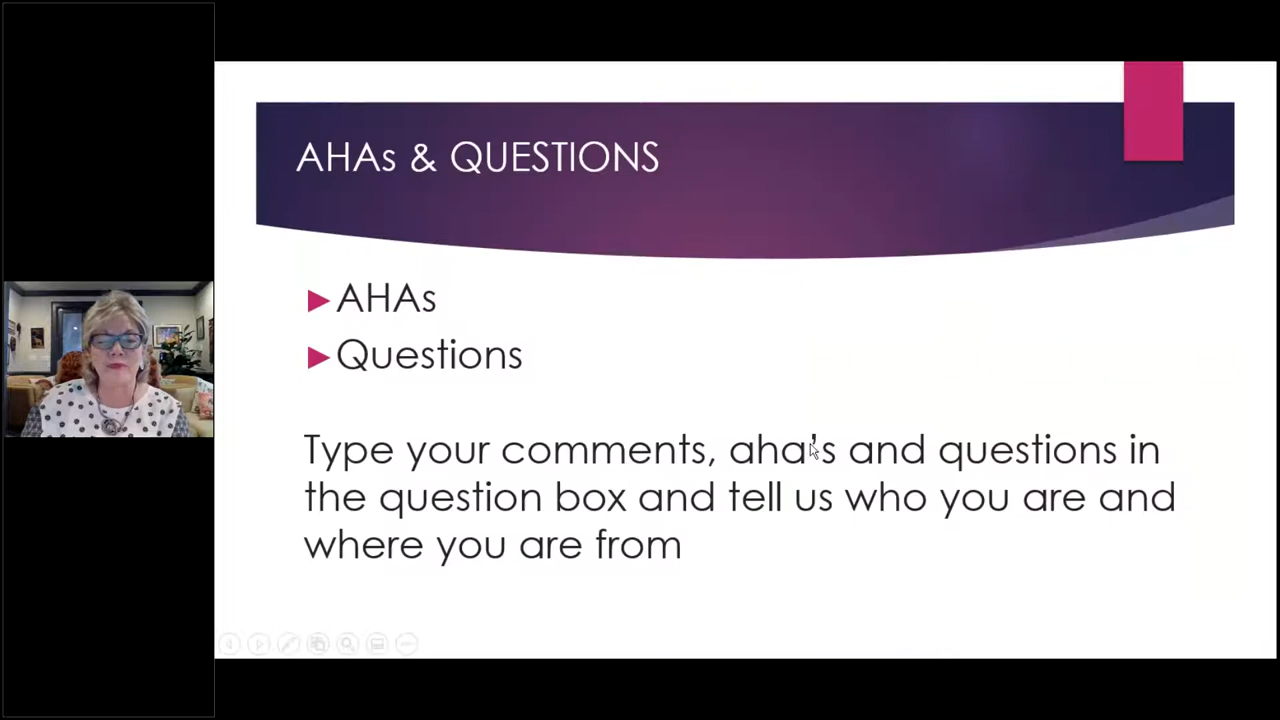 AHAs & QUESTIONS
AHAs
Questions
Type your comments, aha's and questions in
the question box and tell us who you are and
where you are from